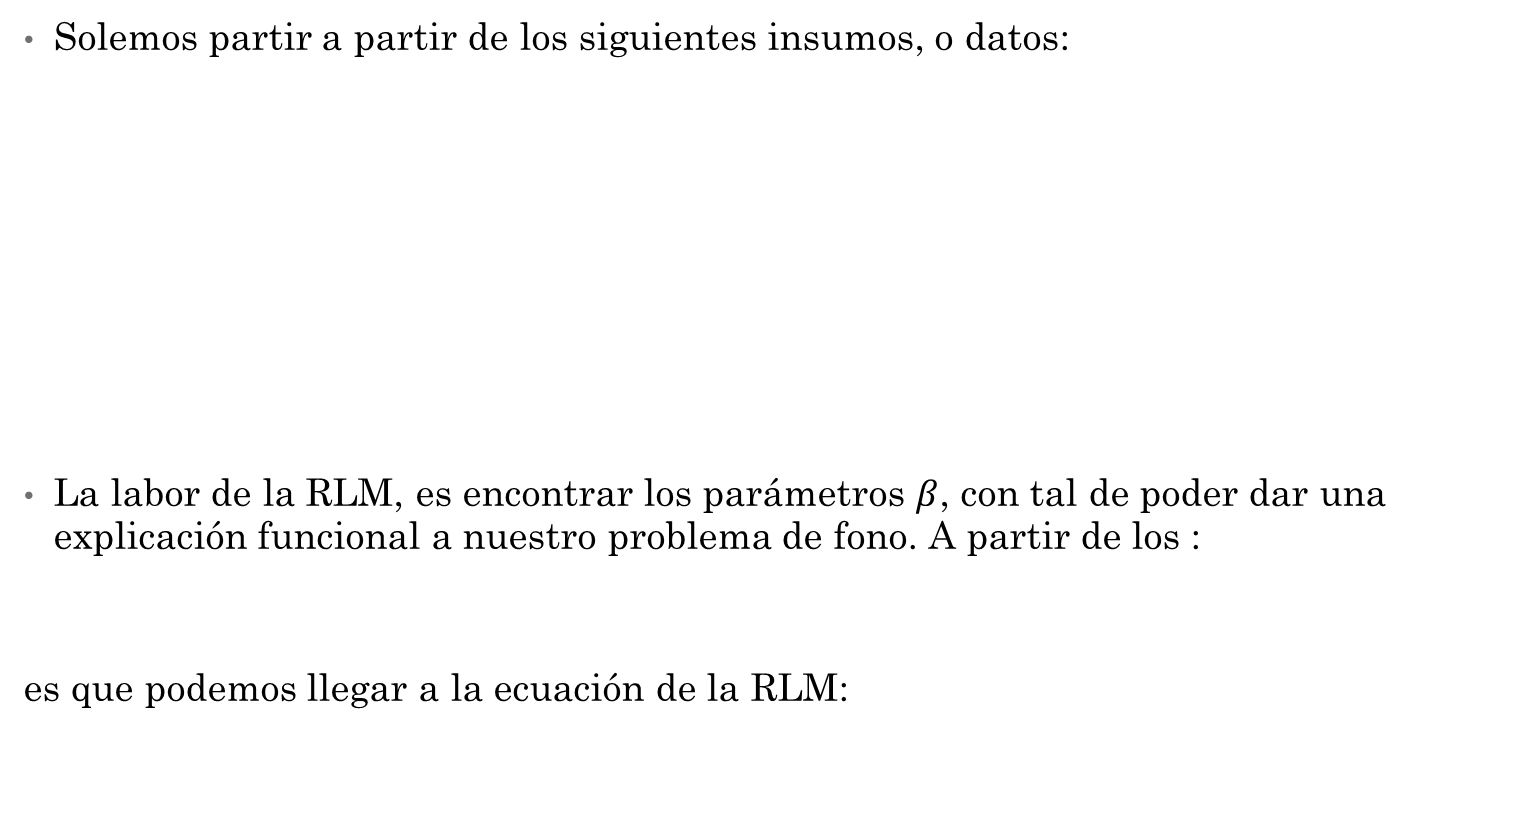 • Solemos partir a partir de los siguientes insumos, o datos:
• La labor de la RLM, es encontrar los parámetros β, con tal de poder dar una
explicación funcional a nuestro problema de fono. A partir de los :
es que podemos llegar a la ecuación de la RLM: